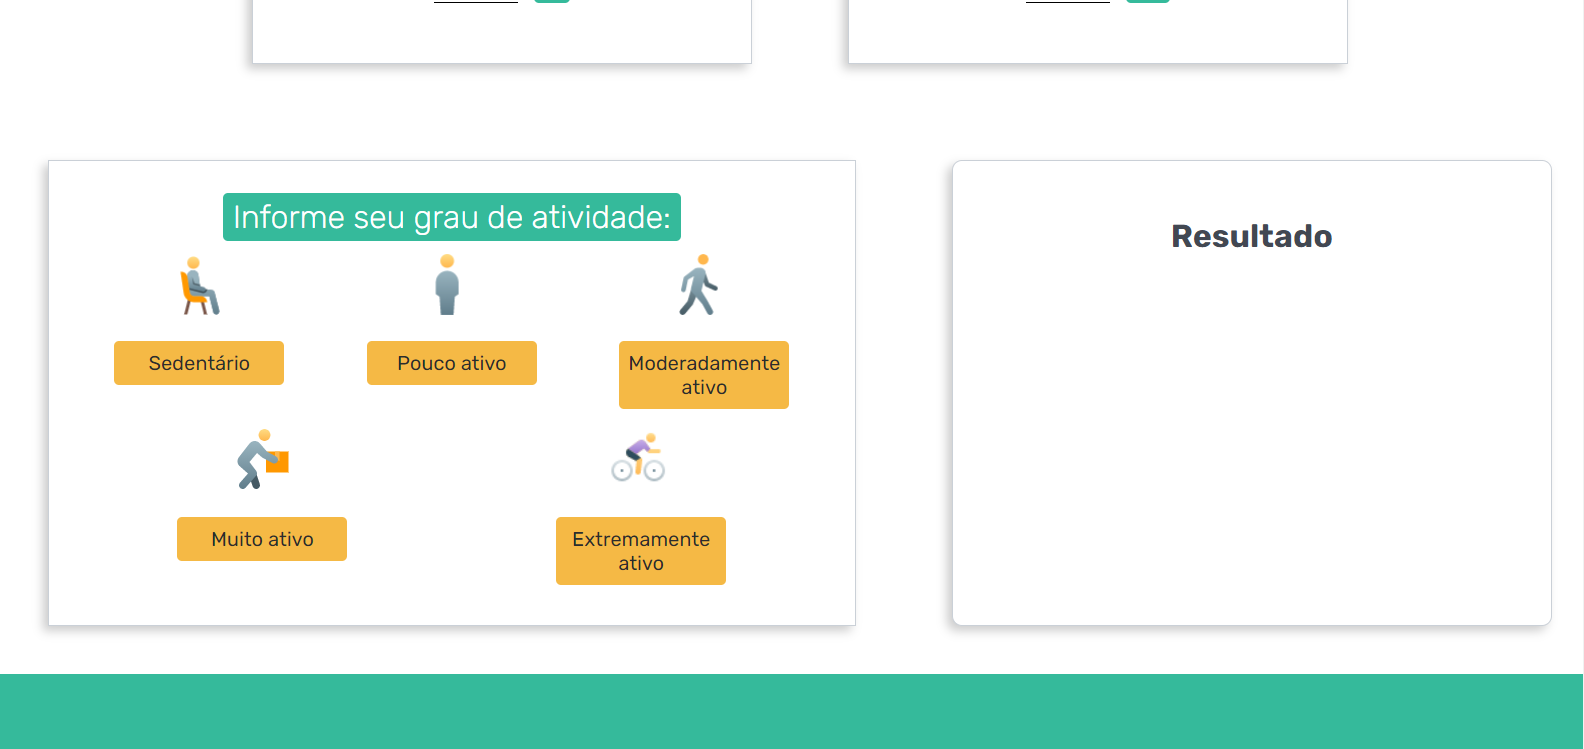 Informe seu grau de atividade:
Sedentário
Pouco ativo
Moderadamente
ativo
Muito ativo
Extremamente
ativo
Resultado